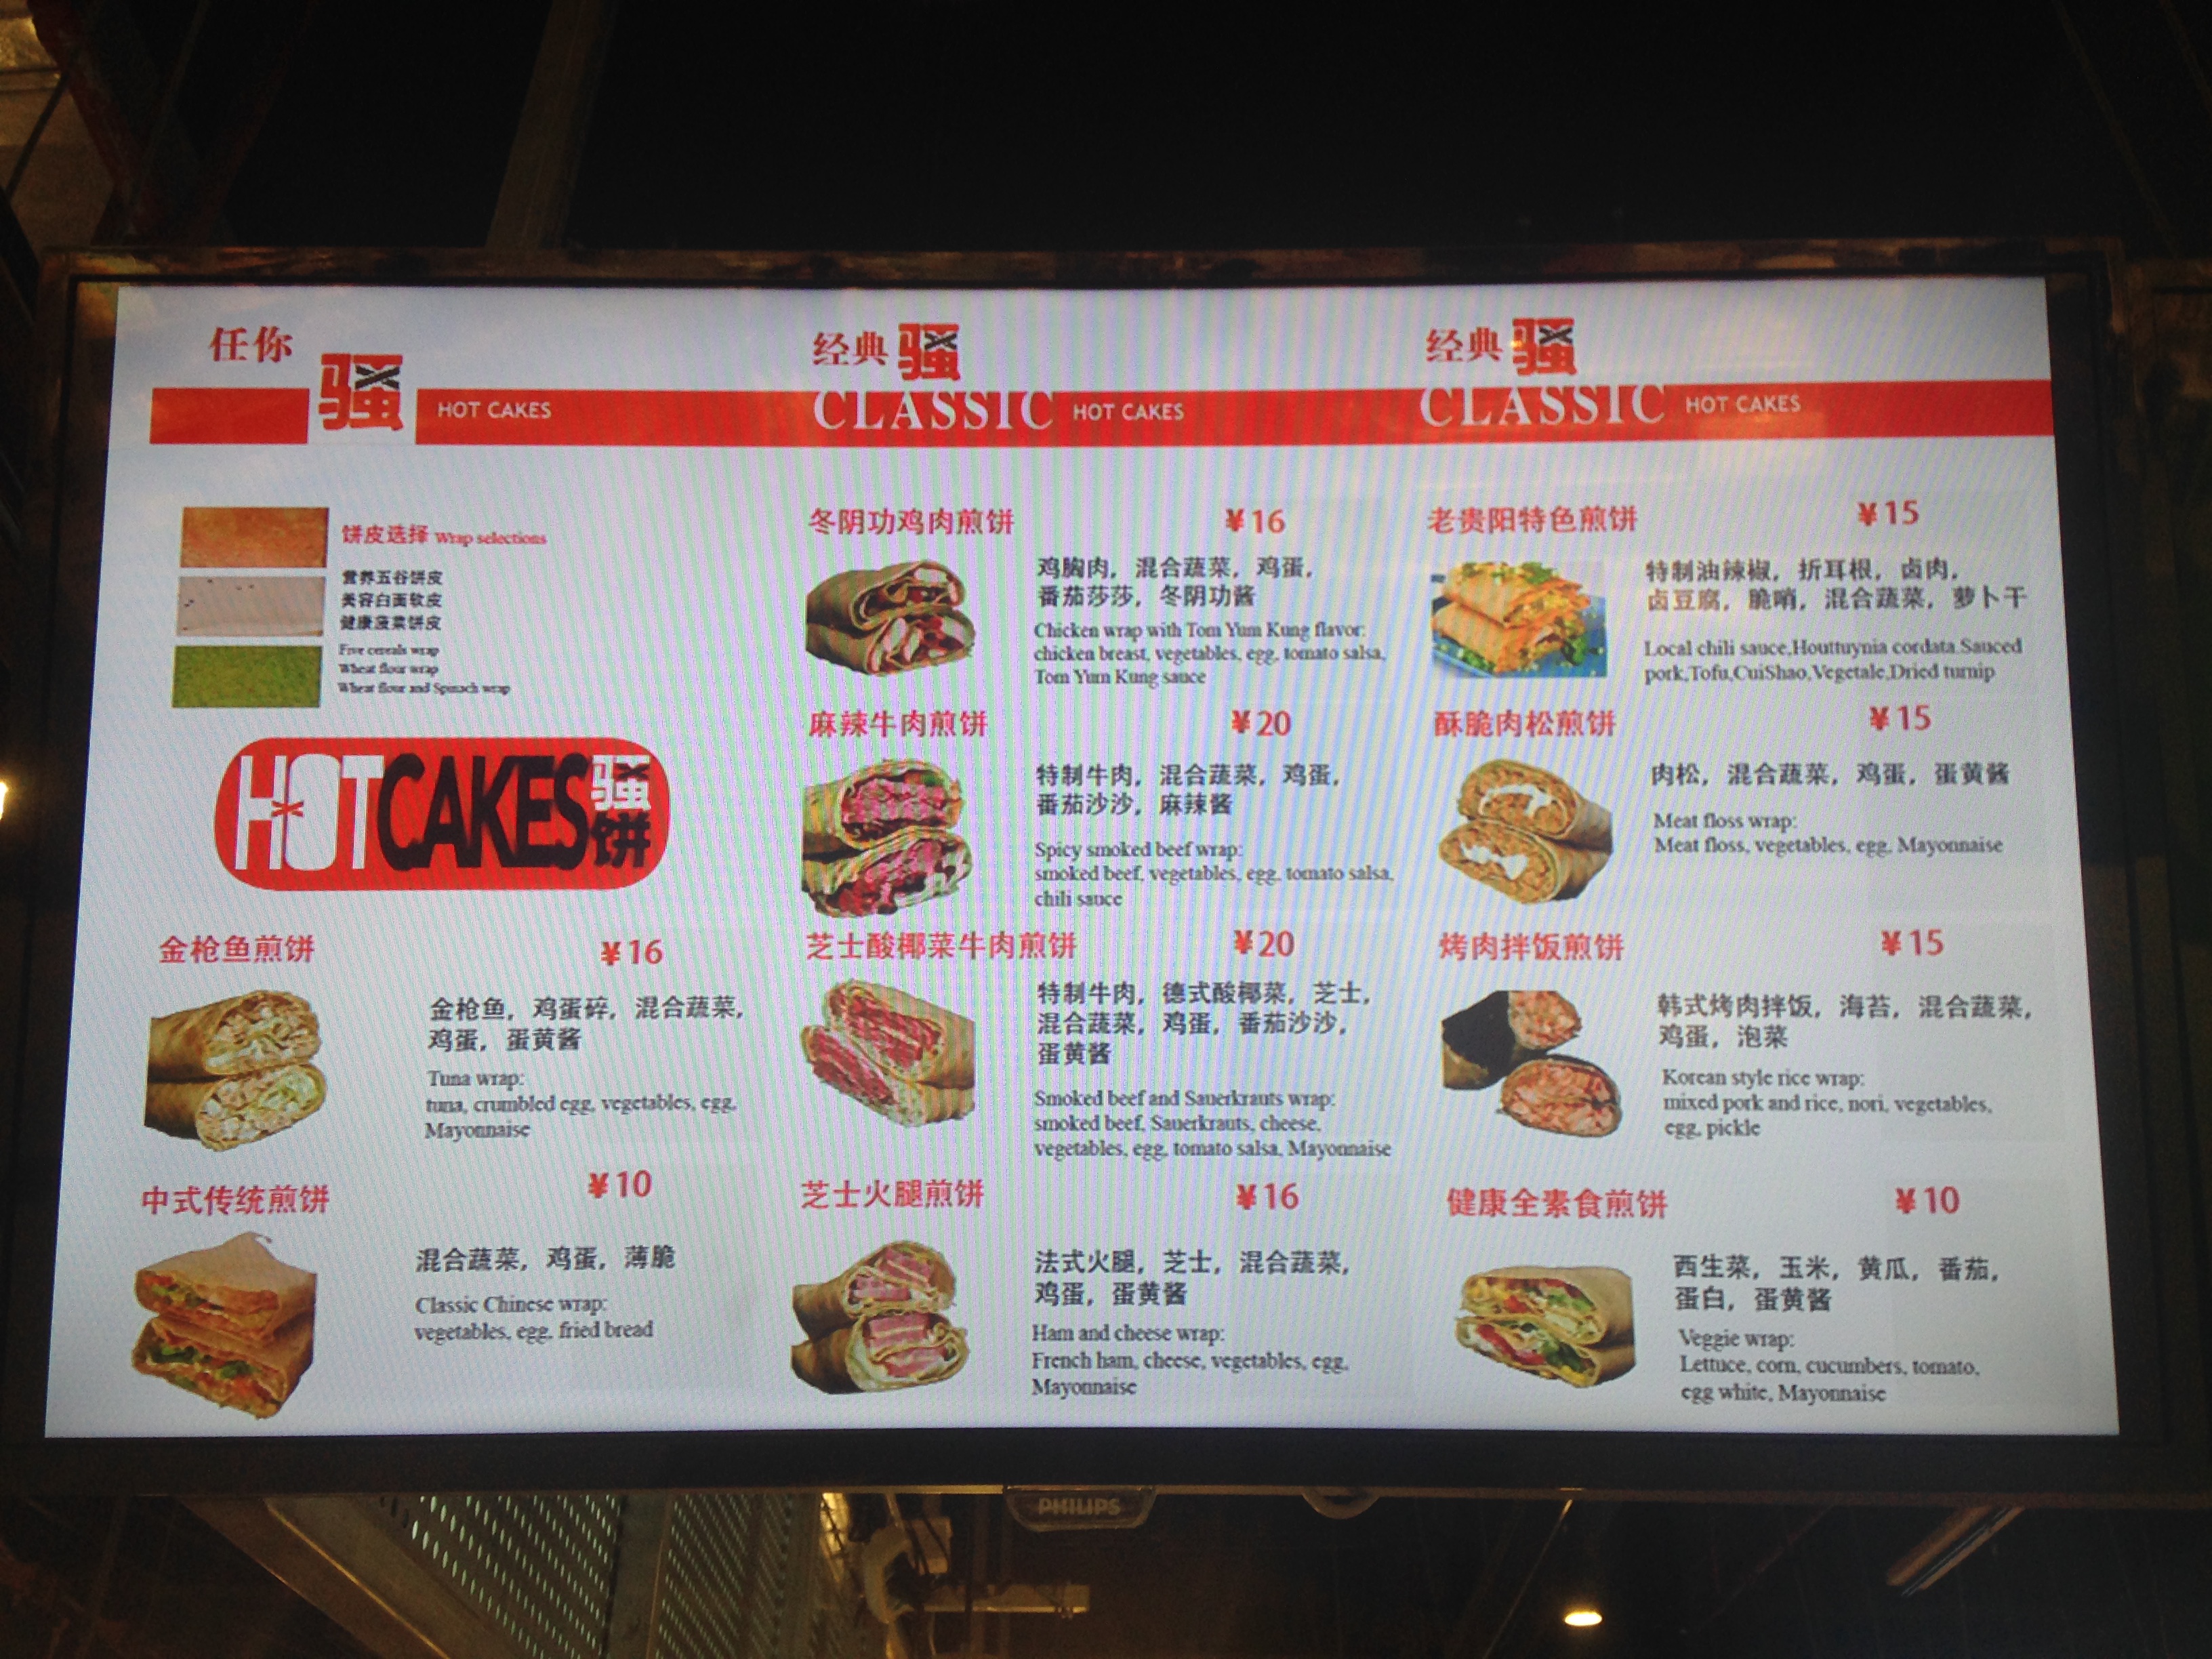 任你
骚
HOT CAKES
饼皮选择 Wrap selections
营养五谷饼皮
美容白面软皮
健康菠菜饼皮
Five cereals wrap
Wheat flour wrap
Wheat flour and Spinach wrap
HOTCAKES骚饼
金枪鱼煎饼 ¥16
金枪鱼，鸡蛋碎，混合蔬菜，
鸡蛋，蛋黄酱
Tuna wrap:
tuna, crumbled egg, vegetables, egg,
Mayonnaise
中式传统煎饼 ¥10
混合蔬菜，鸡蛋，薄脆
Classic Chinese wrap:
vegetables, egg, fried bread
经典骚
CLASSIC HOT CAKES
冬阴功鸡肉煎饼 ¥16
鸡胸肉，混合蔬菜，鸡蛋，
番茄莎莎，冬阴功酱
Chicken wrap with Tom Yum Kung flavor:
chicken breast, vegetables, egg, tomato salsa,
Tom Yum Kung sauce
麻辣牛肉煎饼 ¥20
特制牛肉，混合蔬菜，鸡蛋，
番茄沙沙，麻辣酱
Spicy smoked beef wrap:
smoked beef, vegetables, egg, tomato salsa,
chili sauce
芝士酸椰菜牛肉煎饼 ¥20
特制牛肉，德式酸椰菜，芝士，
混合蔬菜，鸡蛋，番茄沙沙，
蛋黄酱
Smoked beef and Sauerkrauts wrap:
smoked beef, Sauerkrauts, cheese,
vegetables, egg, tomato salsa, Mayonnaise
芝士火腿煎饼 ¥16
法式火腿，芝士，混合蔬菜，
鸡蛋，蛋黄酱
Ham and cheese wrap:
French ham, cheese, vegetables, egg,
Mayonnaise
经典骚
CLASSIC HOT CAKES
老贵阳特色煎饼 ¥15
特制油辣椒，折耳根，卤肉，
卤豆腐，脆哨，混合蔬菜，萝卜干
Local chili sauce,Houttuynia cordata,Sauced
pork,Tofu,CuiShao,Vegetale,Dried turnip
酥脆肉松煎饼 ¥15
肉松，混合蔬菜，鸡蛋，蛋黄酱
Meat floss wrap:
Meat floss, vegetables, egg, Mayonnaise
烤肉拌饭煎饼 ¥15
韩式烤肉拌饭，海苔，混合蔬菜，
鸡蛋，泡菜
Korean style rice wrap:
mixed pork and rice, nori, vegetables,
egg, pickle
健康全素食煎饼 ¥10
西生菜，玉米，黄瓜，番茄，
蛋白，蛋黄酱
Veggie wrap:
Lettuce, corn, cucumbers, tomato,
egg white, Mayonnaise
PHILIPS